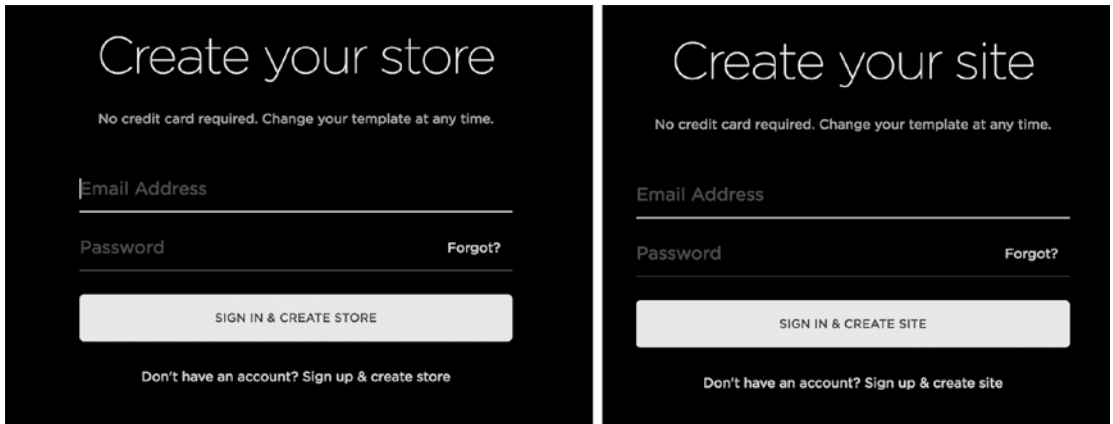 Create your store
No credit card required. Change your template at any time.
Email Address
Password
Forgot?
SIGN IN & CREATE STORE
Don't have an account? Sign up & create store
Create your site
No credit card required. Change your template at any time.
Email Address
Password
Forgot?
SIGN IN & CREATE SITE
Don't have an account? Sign up & create site